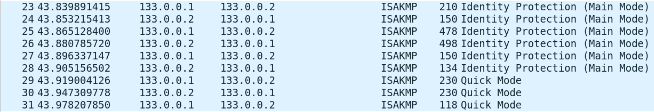 23 43.839891415 133.0.0.1 133.0.0.2 ISAKMP 210 Identity Protection (Main Mode)
24 43.853215413 133.0.0.2 133.0.0.1 ISAKMP 150 Identity Protection (Main Mode)
25 43.865128400 133.0.0.1 133.0.0.2 ISAKMP 478 Identity Protection (Main Mode)
26 43.880785720 133.0.0.2 133.0.0.1 ISAKMP 498 Identity Protection (Main Mode)
27 43.896337147 133.0.0.1 133.0.0.2 ISAKMP 150 Identity Protection (Main Mode)
28 43.905156502 133.0.0.2 133.0.0.1 ISAKMP 134 Identity Protection (Main Mode)
29 43.919004126 133.0.0.1 133.0.0.2 ISAKMP 230 Quick Mode
30 43.947309778 133.0.0.2 133.0.0.1 ISAKMP 230 Quick Mode
31 43.978207850 133.0.0.1 133.0.0.2 ISAKMP 118 Quick Mode